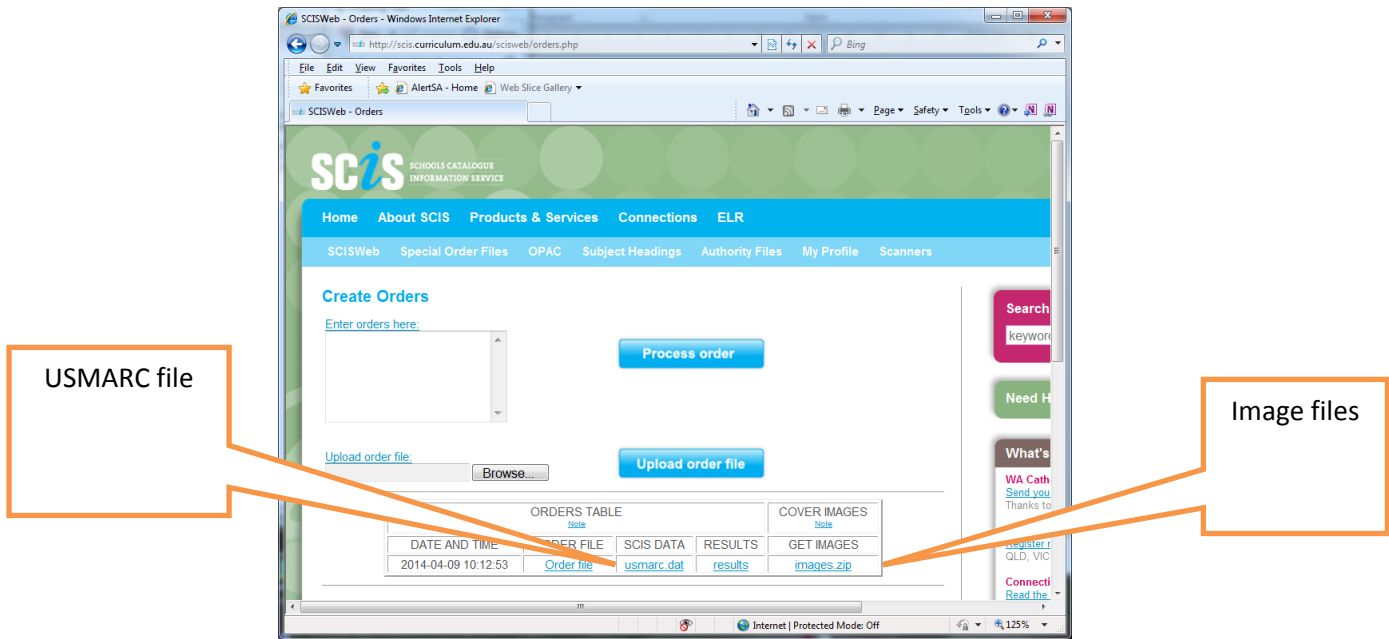 SCISWeb - Orders - Windows Internet Explorer
http://scis.curriculum.edu.au/scisweb/orders.php
Bing
File Edit View Favorites Tools Help
Favorites AlertSA - Home Web Slice Gallery
SCISWeb - Orders
Page Safety Tools
SCiS SCHOOLS CATALOGUE
INFORMATION SERVICE
Home About SCIS Products & Services Connections ELR
SCISWeb Special Order Files OPAC Subject Headings Authority Files My Profile Scanners
Create Orders
Enter orders here:
Process order
Upload order file:
Browse...
Upload order file
ORDERS TABLE COVER IMAGES
Note Note
DATE AND TIME ORDER FILE SCIS DATA RESULTS GET IMAGES
2014-04-09 10:12:53 Order file usmarc.dat results images.zip
Search
keywor
Need H
What's
WA Cath
Send you
Thanks to
Register r
QLD, VIC
Connecti
Read the
Internet | Protected Mode: Off
125%
USMARC file
Image files